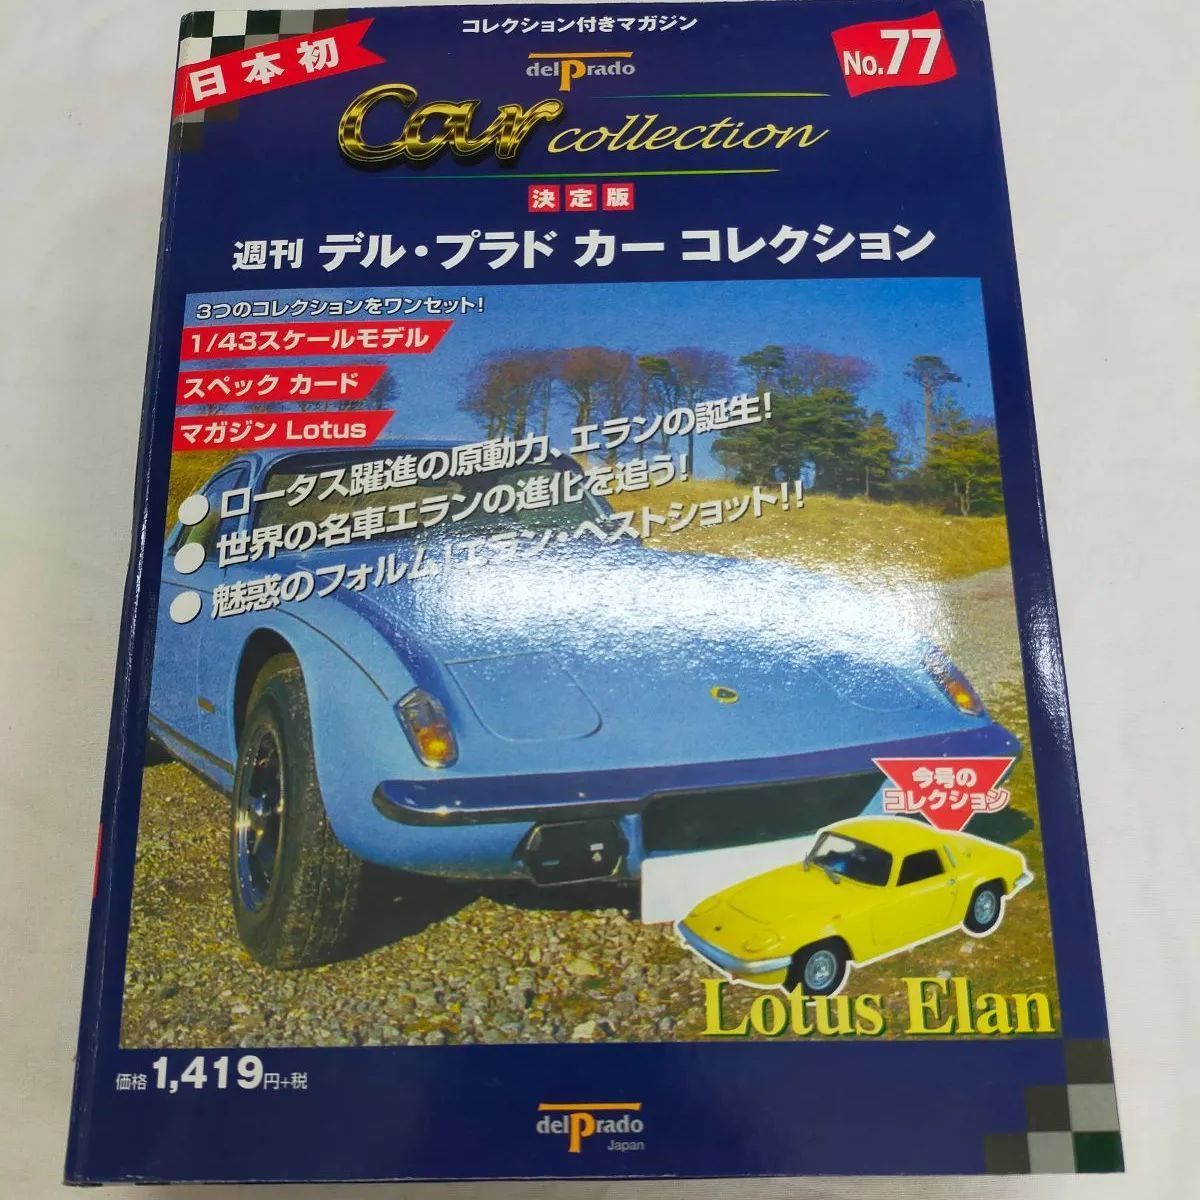 コレクション付きマガジン
日本初
No.77
delPrado
Car collection
決定版
週刊 デル・プラド カー コレクション
3つのコレクションをワンセット!
1/43スケールモデル
スペック カード
マガジン Lotus
● ロータス躍進の原動力、エランの誕生!
● 世界の名車エランの進化を追う!
● 魅惑のフォルム!エラン・ベストショット!!
今号の
コレクション
Lotus Elan
価格 1,419円+税
delPrado
Japan